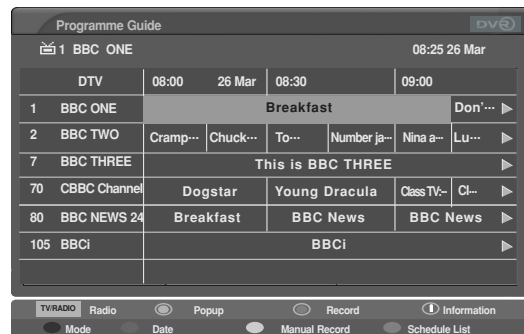 Programme Guide DVR
1 BBC ONE 08:25 26 Mar
DTV 08:00 26 Mar 08:30 09:00
1 BBC ONE Breakfast Don'...
2 BBC TWO Cramp... Chuck... To... Number ja... Nina a... Lu...
7 BBC THREE This is BBC THREE
70 CBBC Channel Dogstar Young Dracula Class TV:- Cl...
80 BBC NEWS 24 Breakfast BBC News BBC News
105 BBCi BBCi
TV/RADIO Radio Popup Record Information
Mode Date Manual Record Schedule List